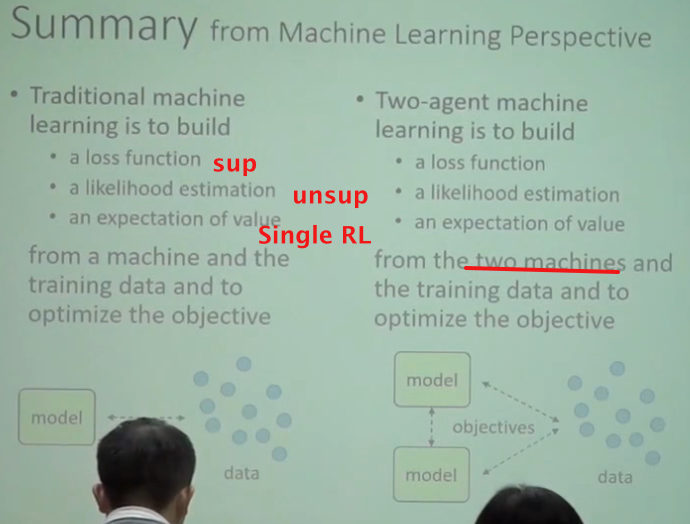 Summary from Machine Learning Perspective
• Traditional machine
learning is to build
• a loss function sup
• a likelihood estimation unsup
• an expectation of value
Single RL
from a machine and the
training data and to
optimize the objective
model
data
• Two-agent machine
learning is to build
• a loss function
• a likelihood estimation
• an expectation of value
from the two machines and
the training data and to
optimize the objective
model
objectives
model
data